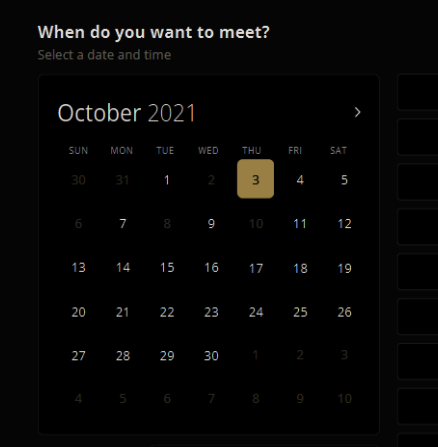 When do you want to meet?
Select a date and time
October 2021 >
SUN MON TUE WED THU FRI SAT
30 31 1 2 3 4 5
6 7 8 9 10 11 12
13 14 15 16 17 18 19
20 21 22 23 24 25 26
27 28 29 30 1 2 3
4 5 6 7 8 9 10